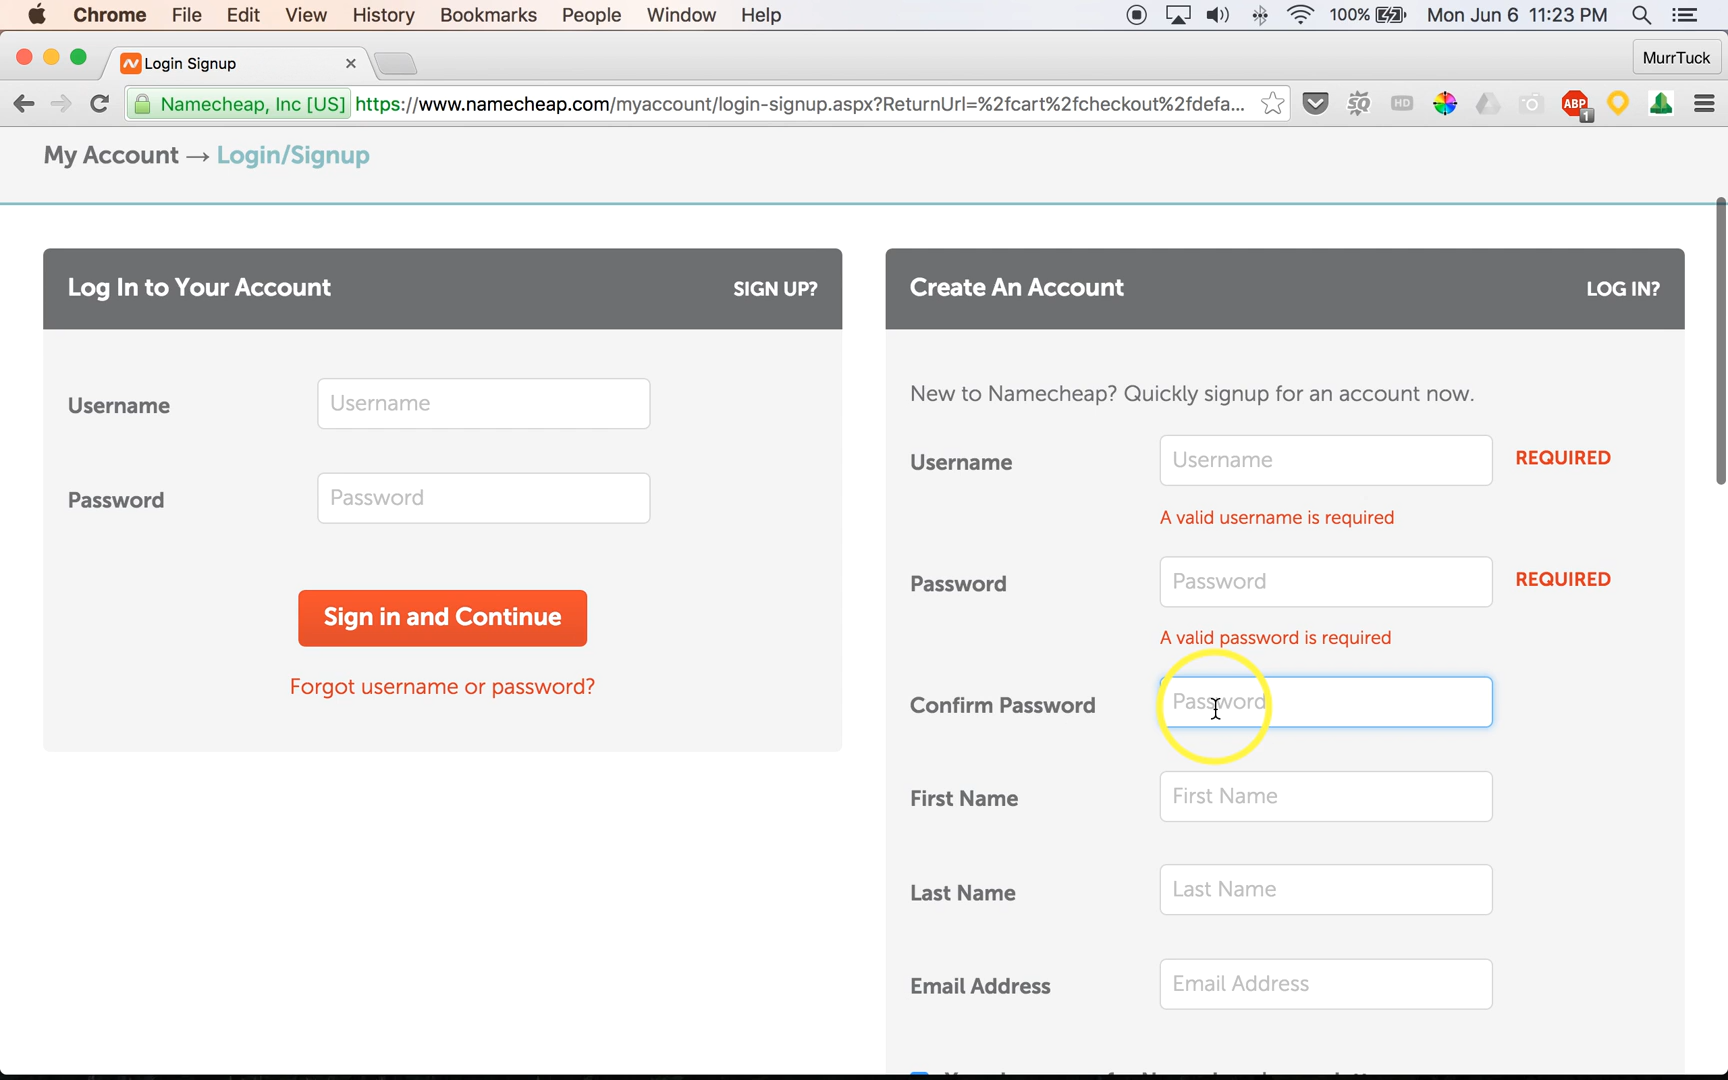 Chrome File Edit View History Bookmarks People Window Help 100% Mon Jun 6 11:23 PM
Login Signup
MurrTuck
Namecheap, Inc [US] https://www.namecheap.com/myaccount/login-signup.aspx?ReturnUrl=%2fcart%2fcheckout%2fdefa... SQ HD ABP 1
My Account → Login/Signup
Log In to Your Account SIGN UP?
Username Username
Password Password
Sign in and Continue
Forgot username or password?
Create An Account LOG IN?
New to Namecheap? Quickly signup for an account now.
Username Username REQUIRED
A valid username is required
Password Password REQUIRED
A valid password is required
Confirm Password Password
First Name First Name
Last Name Last Name
Email Address Email Address